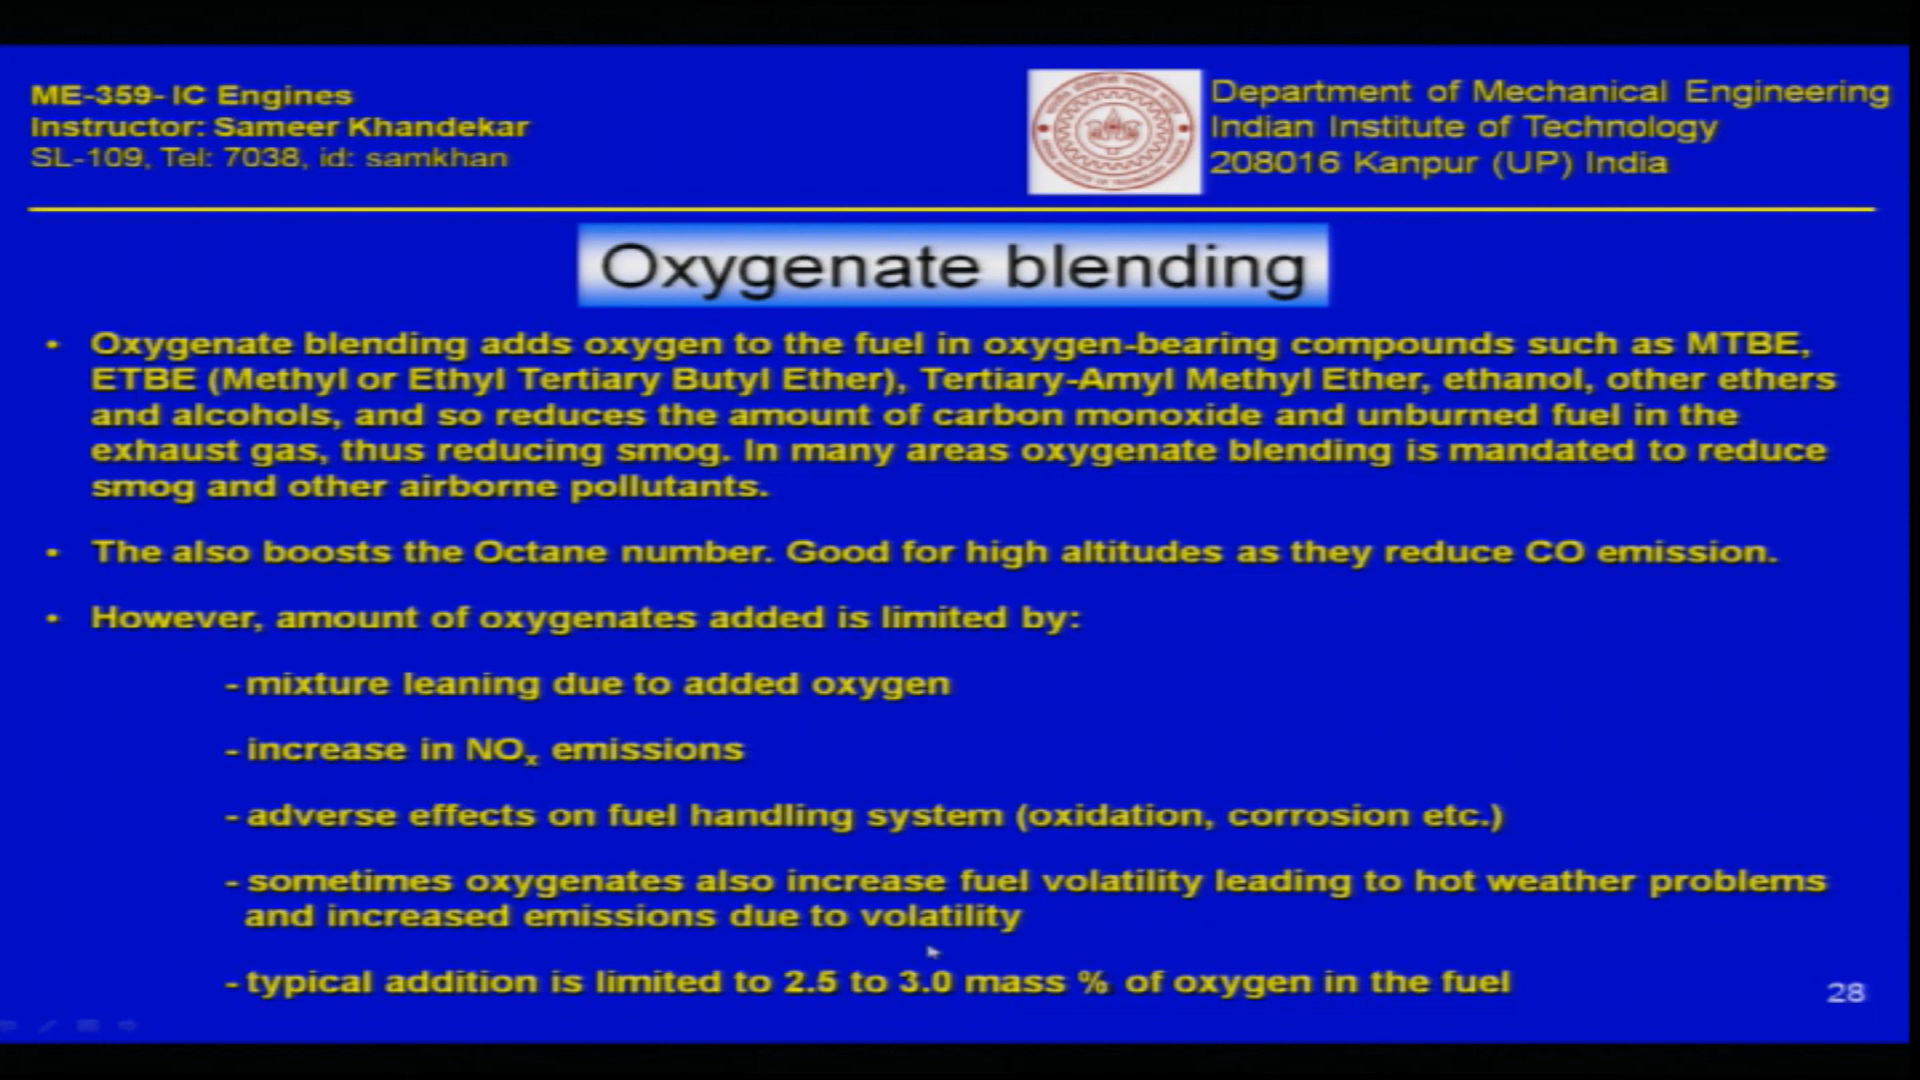 ME-359- IC Engines
Instructor: Sameer Khandekar
SL-109, Tel: 7038, id: samkhan
Department of Mechanical Engineering
Indian Institute of Technology
208016 Kanpur (UP) India
Oxygenate blending
• Oxygenate blending adds oxygen to the fuel in oxygen-bearing compounds such as MTBE,
ETBE (Methyl or Ethyl Tertiary Butyl Ether), Tertiary-Amyl Methyl Ether, ethanol, other ethers
and alcohols, and so reduces the amount of carbon monoxide and unburned fuel in the
exhaust gas, thus reducing smog. In many areas oxygenate blending is mandated to reduce
smog and other airborne pollutants.
• The also boosts the Octane number. Good for high altitudes as they reduce CO emission.
• However, amount of oxygenates added is limited by:
- mixture leaning due to added oxygen
- increase in NOx emissions
- adverse effects on fuel handling system (oxidation, corrosion etc.)
- sometimes oxygenates also increase fuel volatility leading to hot weather problems
and increased emissions due to volatility
- typical addition is limited to 2.5 to 3.0 mass % of oxygen in the fuel
28